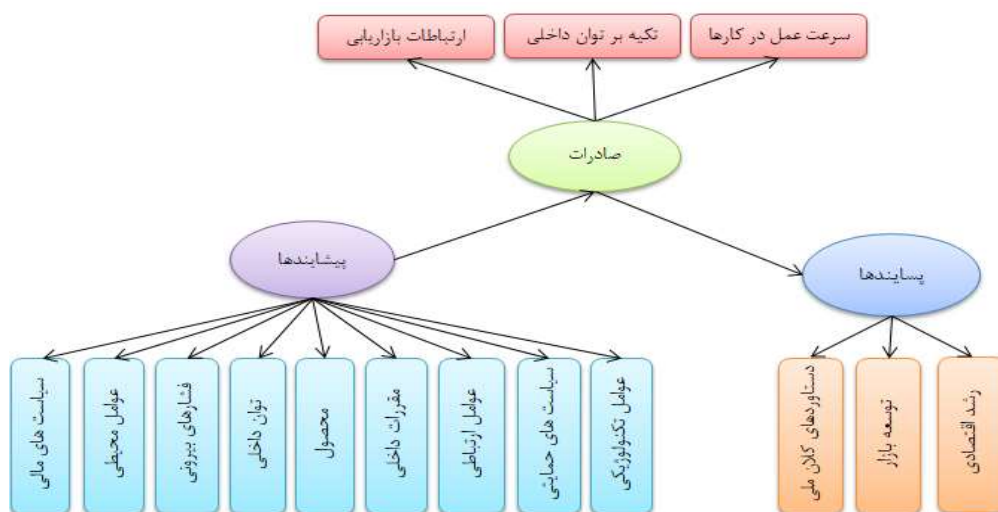 سرعت عمل در کارها
تکیه بر توان داخلی
ارتباطات بازاریابی
صادرات
پیشایندها
پسایندها
رشد اقتصادی
توسعه بازار
دستاوردهای کلان ملی
عوامل تکنولوژیکی
سیاست های حمایتی
عوامل ارتباطی
مقررات داخلی
محصول
توان داخلی
فشارهای بیرونی
عوامل محیطی
سیاست های مالی